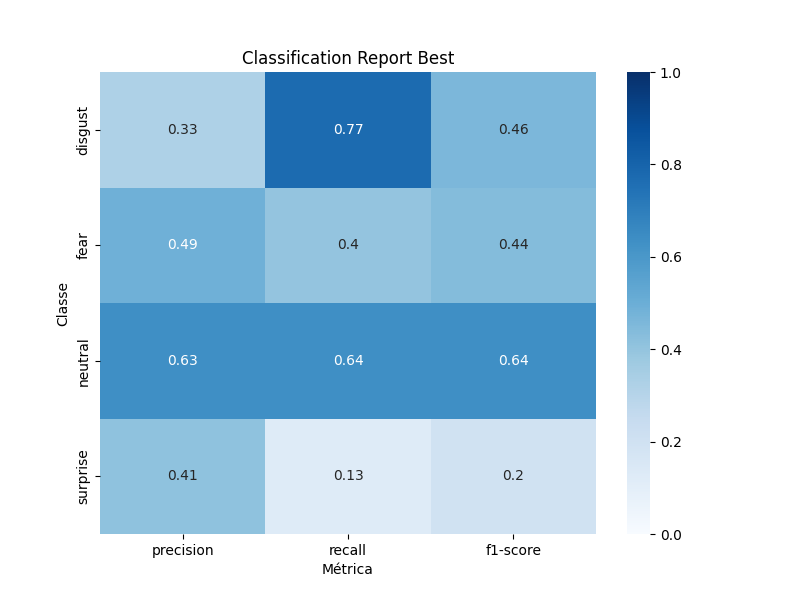 Classification Report Best
Classe
disgust 0.33 0.77 0.46
fear 0.49 0.4 0.44
neutral 0.63 0.64 0.64
surprise 0.41 0.13 0.2
precision recall f1-score
Métrica
1.0
0.8
0.6
0.4
0.2
0.0